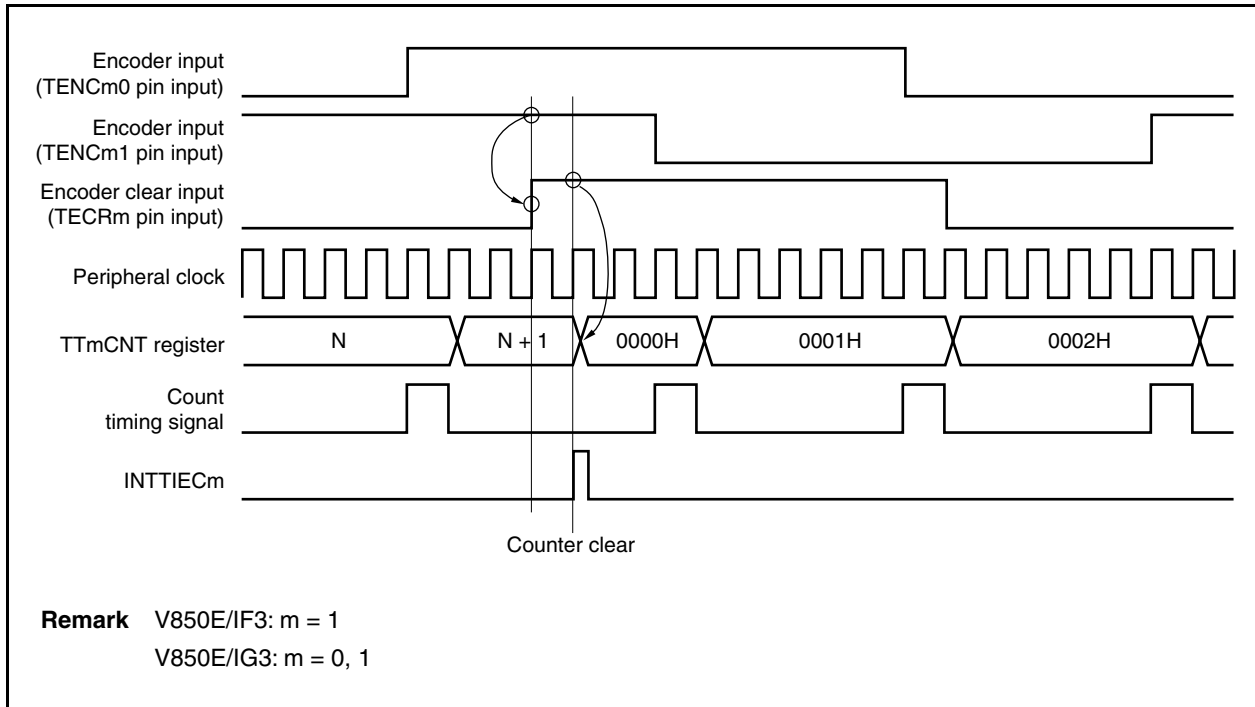 Encoder input
(TENCm0 pin input)
Encoder input
(TENCm1 pin input)
Encoder clear input
(TECRm pin input)
Peripheral clock
TTmCNT register
N
N + 1
0000H
0001H
0002H
Count
timing signal
INTTIECm
Counter clear
Remark V850E/IF3: m = 1
V850E/IG3: m = 0, 1